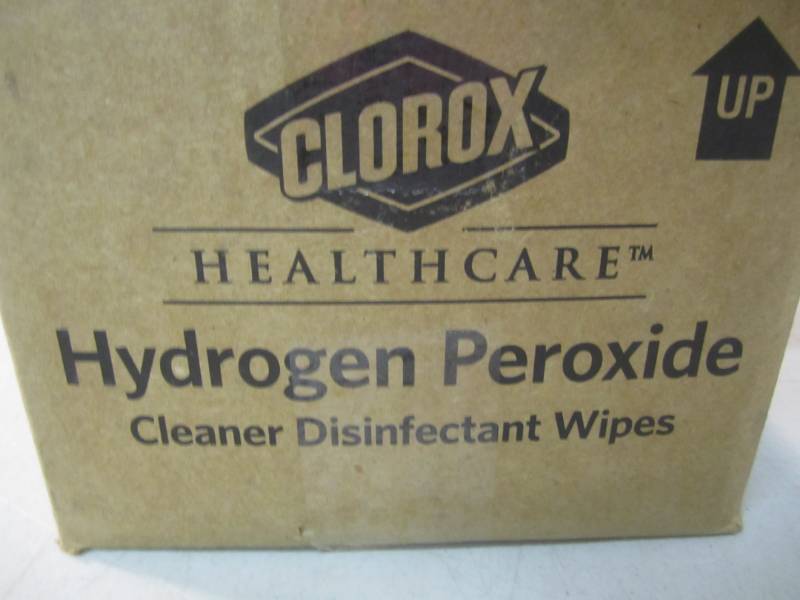 CLOROX
UP
HEALTHCARE™
Hydrogen Peroxide
Cleaner Disinfectant Wipes